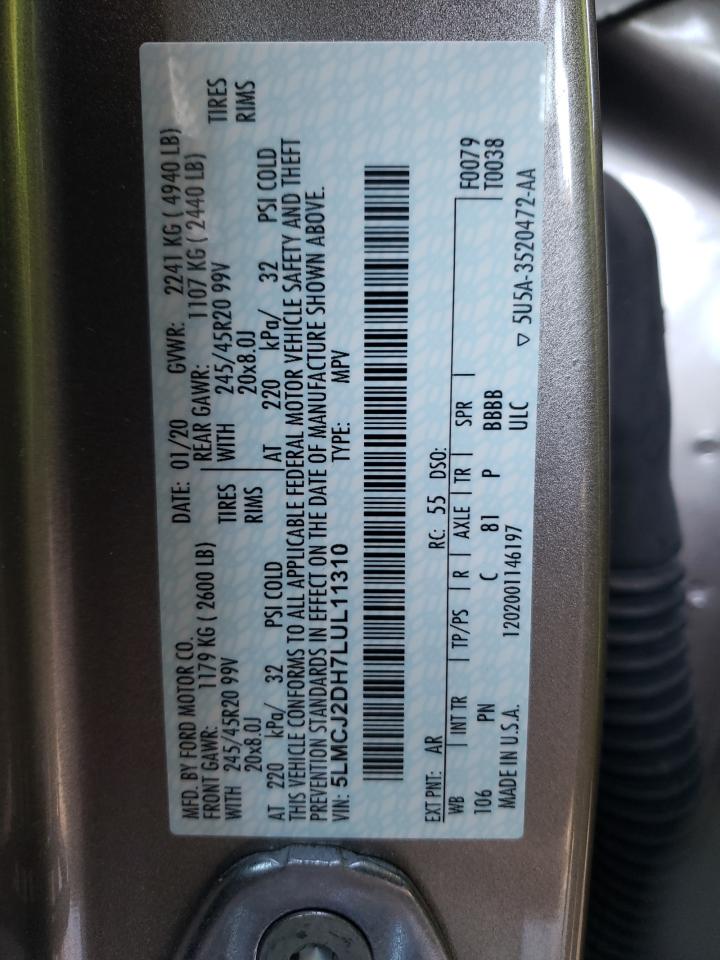 MFD. BY FORD MOTOR CO.
DATE: 01/20 GVWR: 2241 KG ( 4940 LB)
FRONT GAWR: 1179 KG ( 2600 LB) REAR GAWR: 1107 KG ( 2440 LB)
WITH 245/45R20 99V TIRES WITH 245/45R20 99V TIRES
20x8.0J RIMS 20x8.0J RIMS
AT 220 kPa/ 32 PSI COLD AT 220 kPa/ 32 PSI COLD
THIS VEHICLE CONFORMS TO ALL APPLICABLE FEDERAL MOTOR VEHICLE SAFETY AND THEFT
PREVENTION STANDARDS IN EFFECT ON THE DATE OF MANUFACTURE SHOWN ABOVE.
VIN: 5LMCJ2DH7LUL11310 TYPE: MPV
EXT PNT: AR RC: 55 DSO:
WB INT TR TP/PS R AXLE TR SPR F0079
106 PN C 81 P BBBB T0038
MADE IN U.S.A. 1202001146197 ULC
▽ 5U5A-3520472-AA